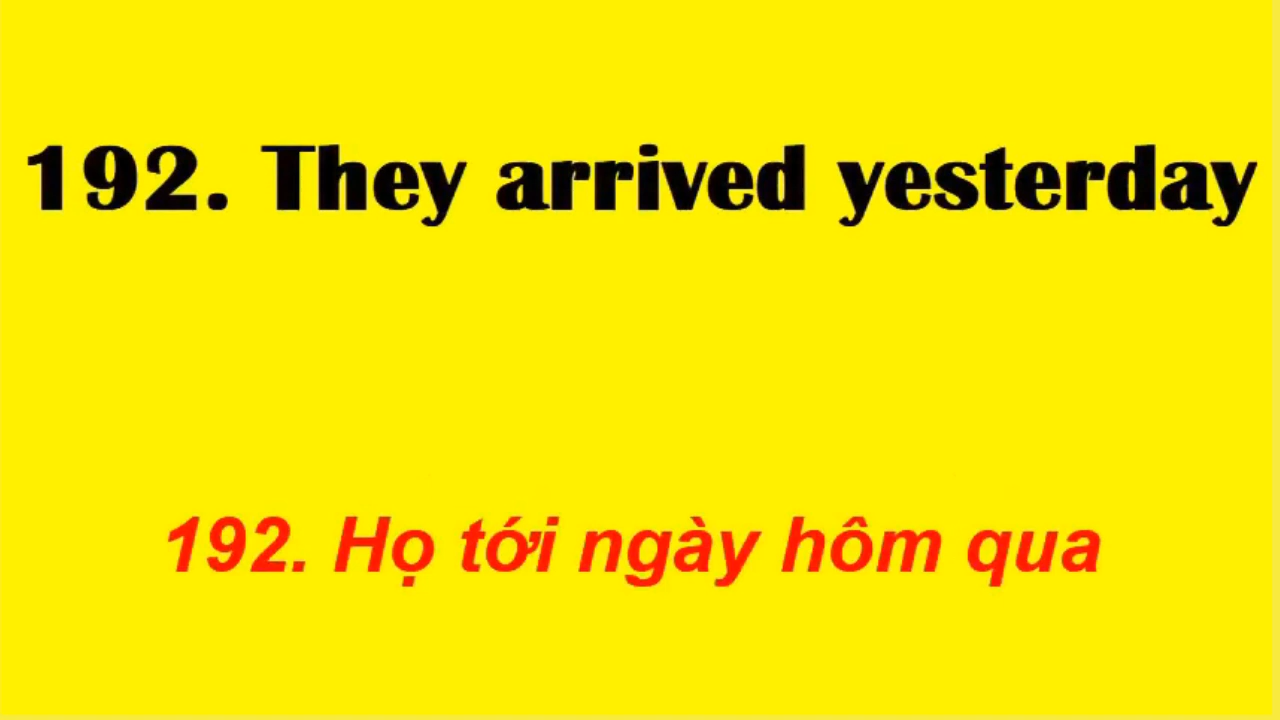 192. They arrived yesterday
192. Họ tới ngày hôm qua